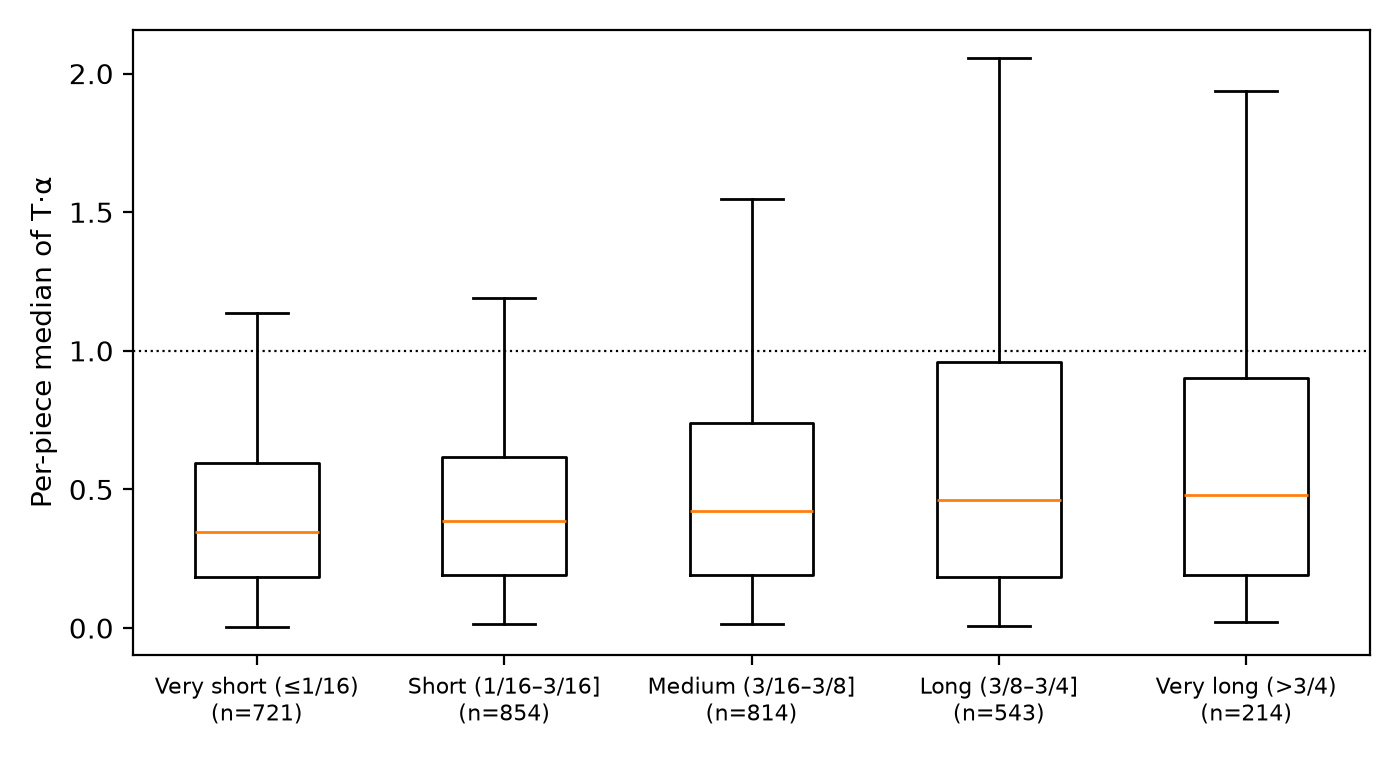 Per-piece median of T·α
2.0
1.5
1.0
0.5
0.0
Very short (≤1/16)
(n=721)
Short (1/16–3/16]
(n=854)
Medium (3/16–3/8]
(n=814)
Long (3/8–3/4]
(n=543)
Very long (>3/4)
(n=214)